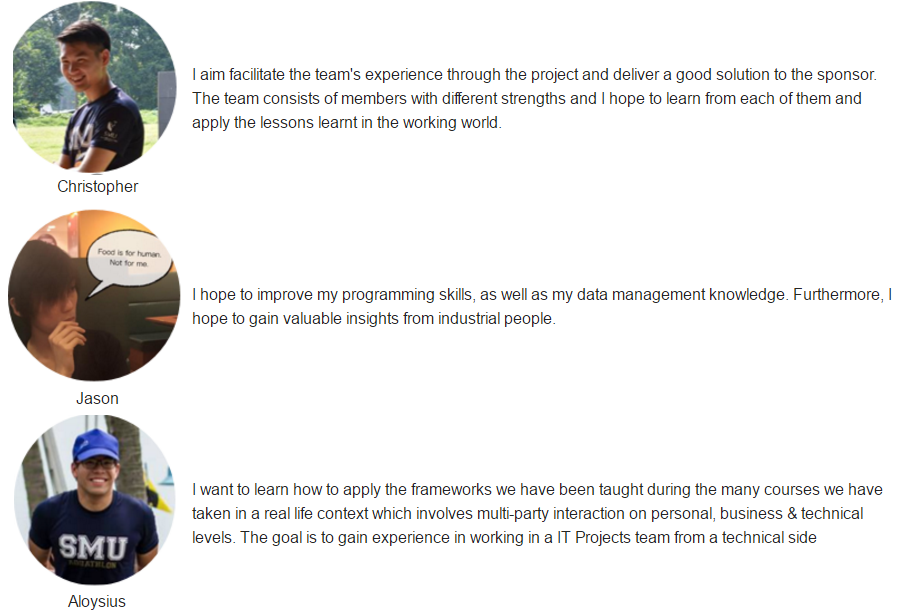 I aim facilitate the team's experience through the project and deliver a good solution to the sponsor.
The team consists of members with different strengths and I hope to learn from each of them and
apply the lessons learnt in the working world.
Christopher
Food is for human.
Not for me.
I hope to improve my programming skills, as well as my data management knowledge. Furthermore, I
hope to gain valuable insights from industrial people.
Jason
I want to learn how to apply the frameworks we have been taught during the many courses we have
taken in a real life context which involves multi-party interaction on personal, business & technical
levels. The goal is to gain experience in working in a IT Projects team from a technical side
SMU
Aloysius